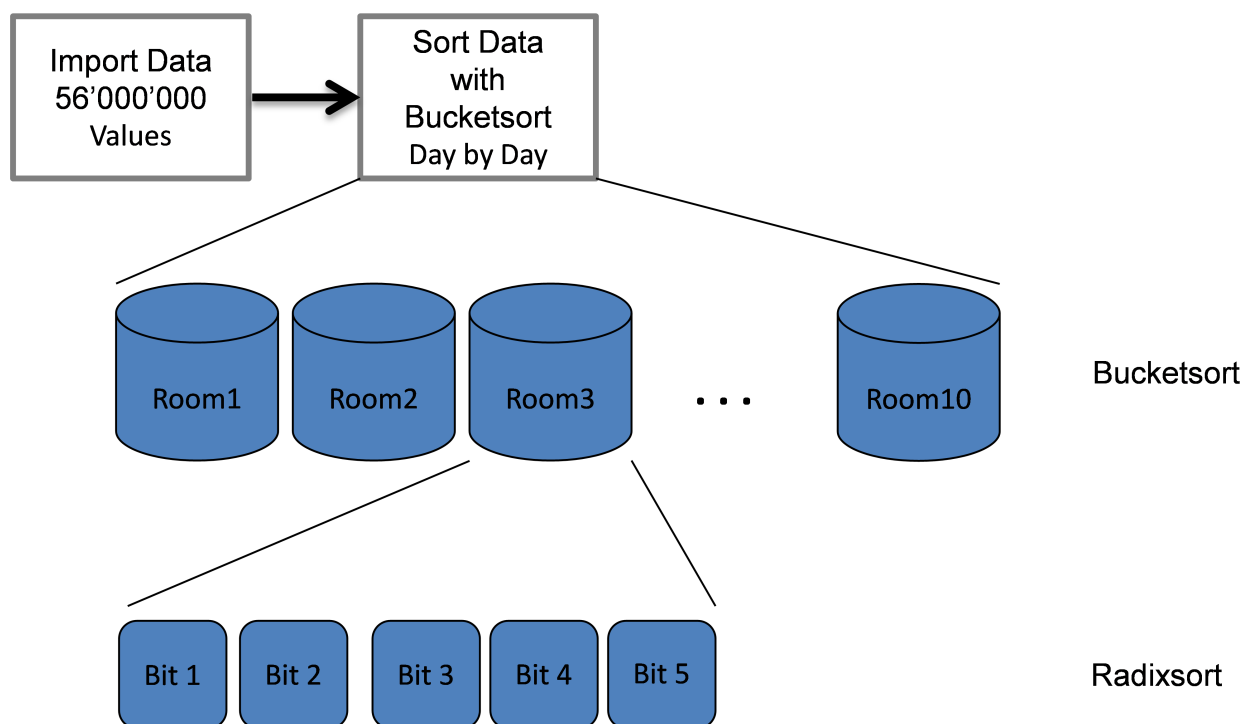 Import Data
56’000’000
Values
Sort Data
with
Bucketsort
Day by Day
Room1
Room2
Room3
. . .
Room10
Bucketsort
Bit 1
Bit 2
Bit 3
Bit 4
Bit 5
Radixsort